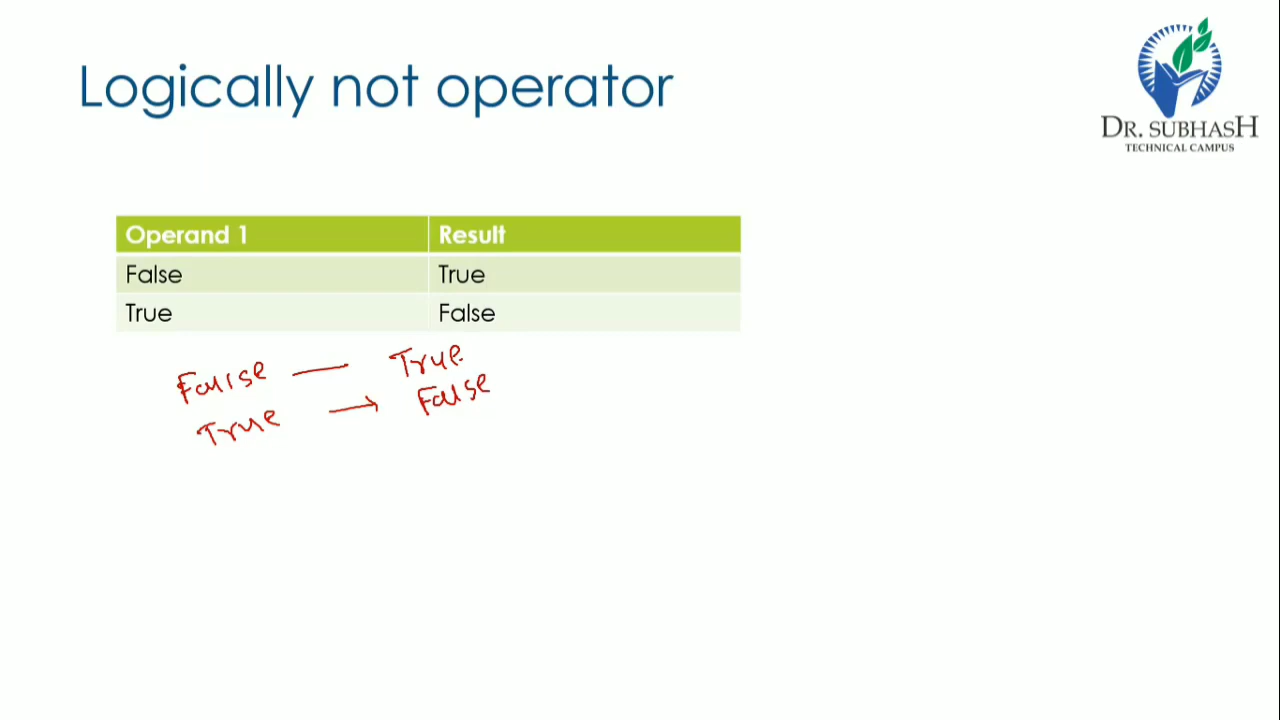 Logically not operator
DR. SUBHASH
TECHNICAL CAMPUS
Operand 1 Result
False True
True False
False — True
True → False